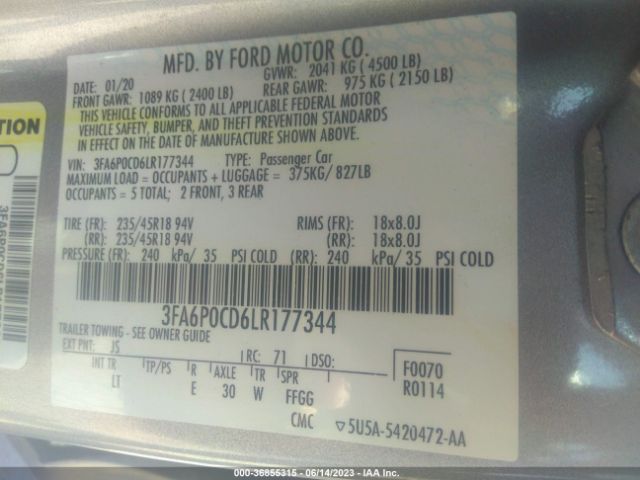 MFD. BY FORD MOTOR CO.
DATE: 01/20 GVWR: 2041 KG ( 4500 LB)
FRONT GAWR: 1089 KG ( 2400 LB) REAR GAWR: 975 KG ( 2150 LB)
THIS VEHICLE CONFORMS TO ALL APPLICABLE FEDERAL MOTOR
VEHICLE SAFETY, BUMPER, AND THEFT PREVENTION STANDARDS
IN EFFECT ON THE DATE OF MANUFACTURE SHOWN ABOVE.
VIN: 3FA6P0CD6LR177344 TYPE: Passenger Car
MAXIMUM LOAD = OCCUPANTS + LUGGAGE = 375KG/ 827LB
OCCUPANTS = 5 TOTAL; 2 FRONT, 3 REAR
TIRE (FR): 235/45R18 94V RIMS (FR): 18x8.0J
(RR): 235/45R18 94V (RR): 18x8.0J
PRESSURE (FR): 240 kPa/ 35 PSI COLD (RR): 240 kPa/ 35 PSI COLD
3FA6P0CD6LR177344
TRAILER TOWING - SEE OWNER GUIDE
EXT PNT: JS RC: 71 DSO:
INT TR TP/PS R AXLE TR SPR
LT E 30 W FFGG
F0070
R0114
CMC ▽5U5A-5420472-AA
TION
000-36855315 - 06/14/2023 - IAA Inc.